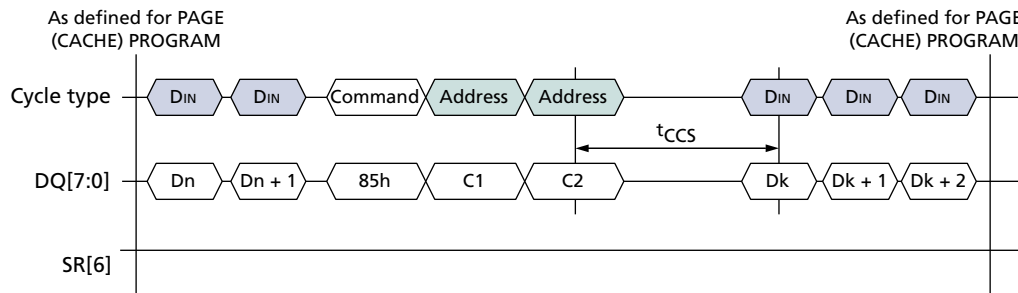 As defined for PAGE
(CACHE) PROGRAM
As defined for PAGE
(CACHE) PROGRAM
Cycle type DIN DIN Command Address Address DIN DIN DIN
tCCS
DQ[7:0] Dn Dn + 1 85h C1 C2 Dk Dk + 1 Dk + 2
SR[6]